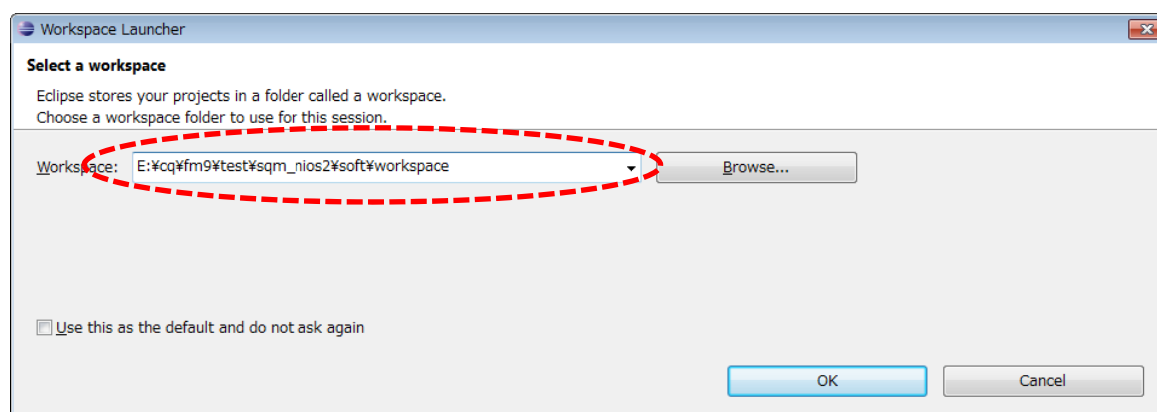 Workspace Launcher
Select a workspace
Eclipse stores your projects in a folder called a workspace.
Choose a workspace folder to use for this session.
Workspace: E:¥cq¥fm9¥test¥sqm_nios2¥soft¥workspace Browse...
Use this as the default and do not ask again
OK Cancel